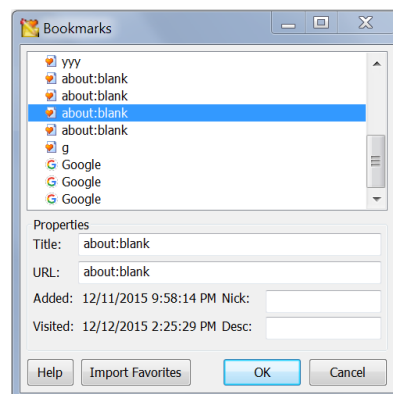 Bookmarks
yyy
about:blank
about:blank
about:blank
about:blank
g
Google
Google
Google
Properties
Title: about:blank
URL: about:blank
Added: 12/11/2015 9:58:14 PM Nick:
Visited: 12/12/2015 2:25:29 PM Desc:
Help Import Favorites OK Cancel